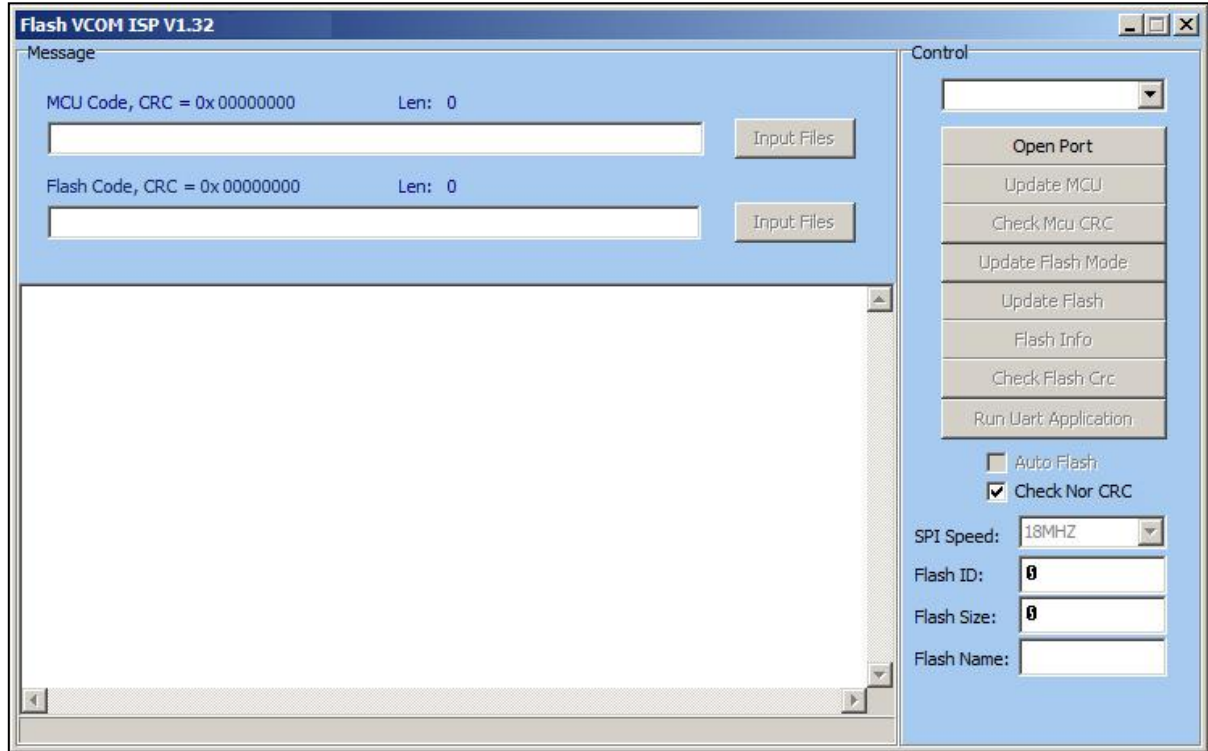 Flash VCOM ISP V1.32
Message
MCU Code, CRC = 0x 00000000 Len: 0
Input Files
Flash Code, CRC = 0x 00000000 Len: 0
Input Files
Control
Open Port
Update MCU
Check Mcu CRC
Update Flash Mode
Update Flash
Flash Info
Check Flash Crc
Run Uart Application
Auto Flash
Check Nor CRC
SPI Speed: 18MHZ
Flash ID: 0
Flash Size: 0
Flash Name: